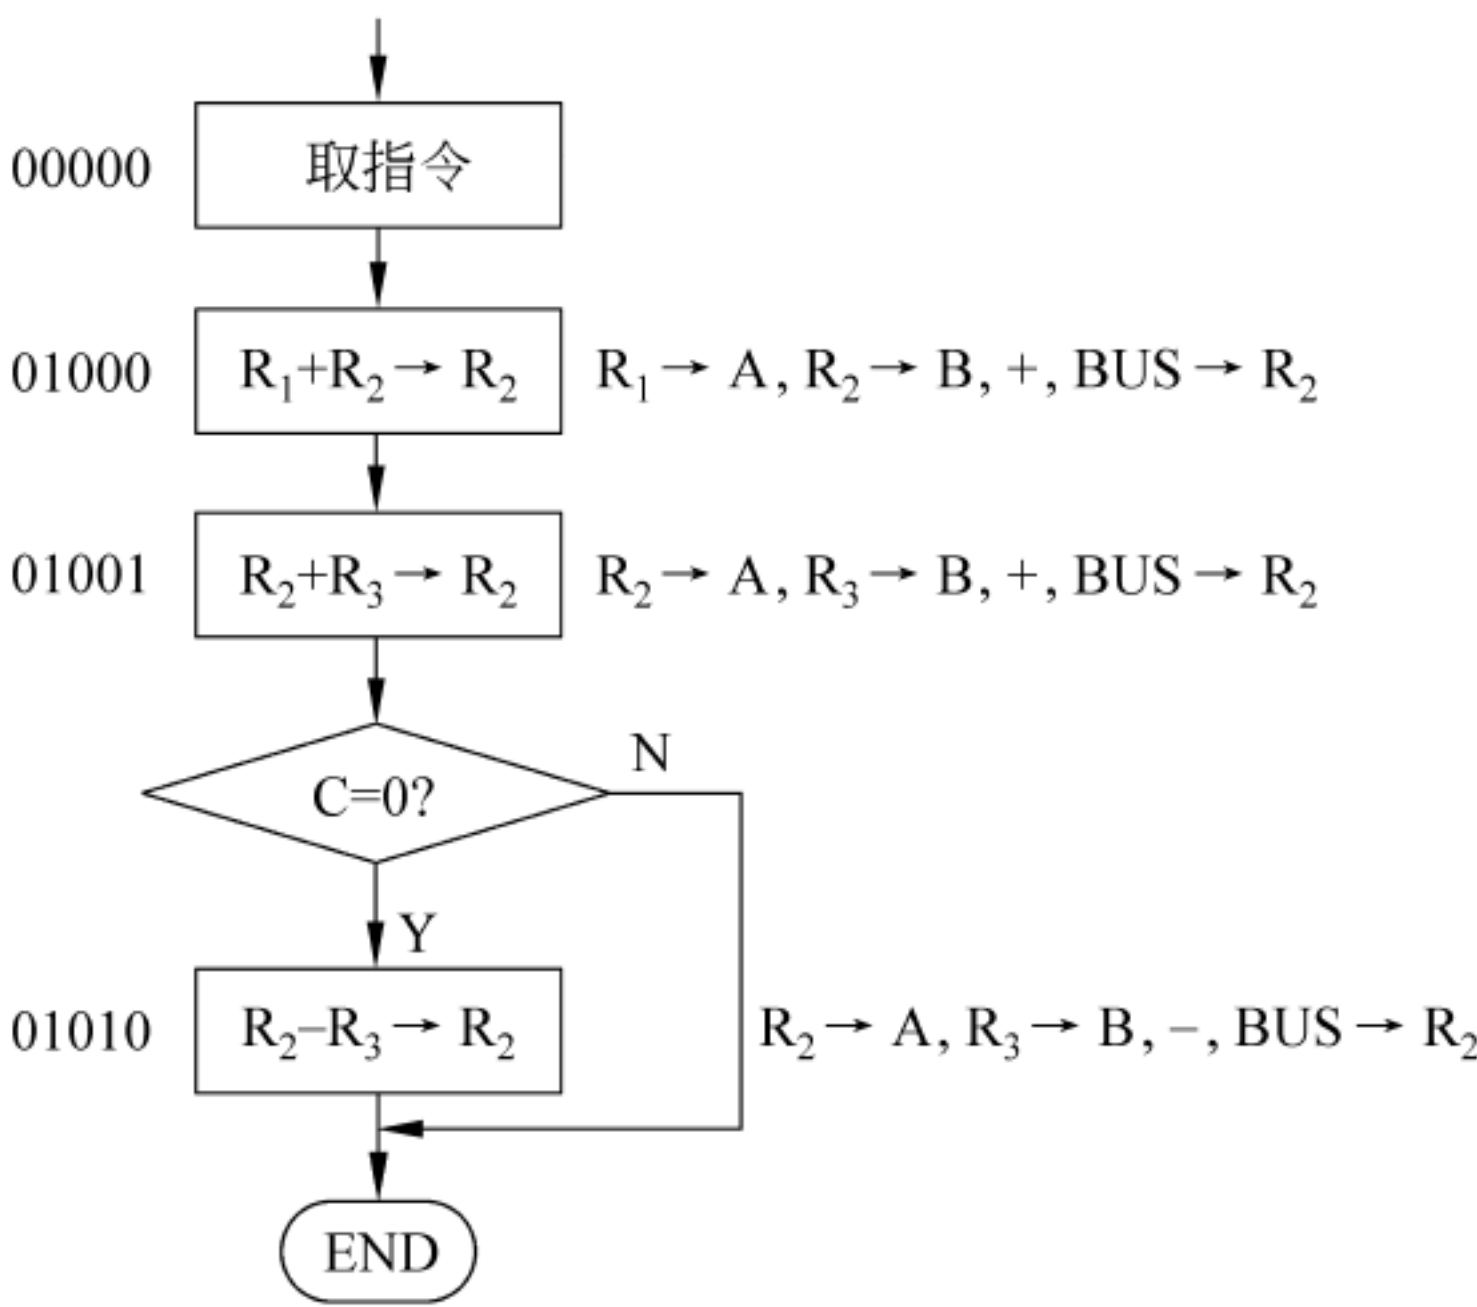 00000 取指令
01000 R₁+R₂→R₂ R₁→A, R₂→B, +, BUS→R₂
01001 R₂+R₃→R₂ R₂→A, R₃→B, +, BUS→R₂
C=0? N
Y
01010 R₂−R₃→R₂ R₂→A, R₃→B, −, BUS→R₂
END